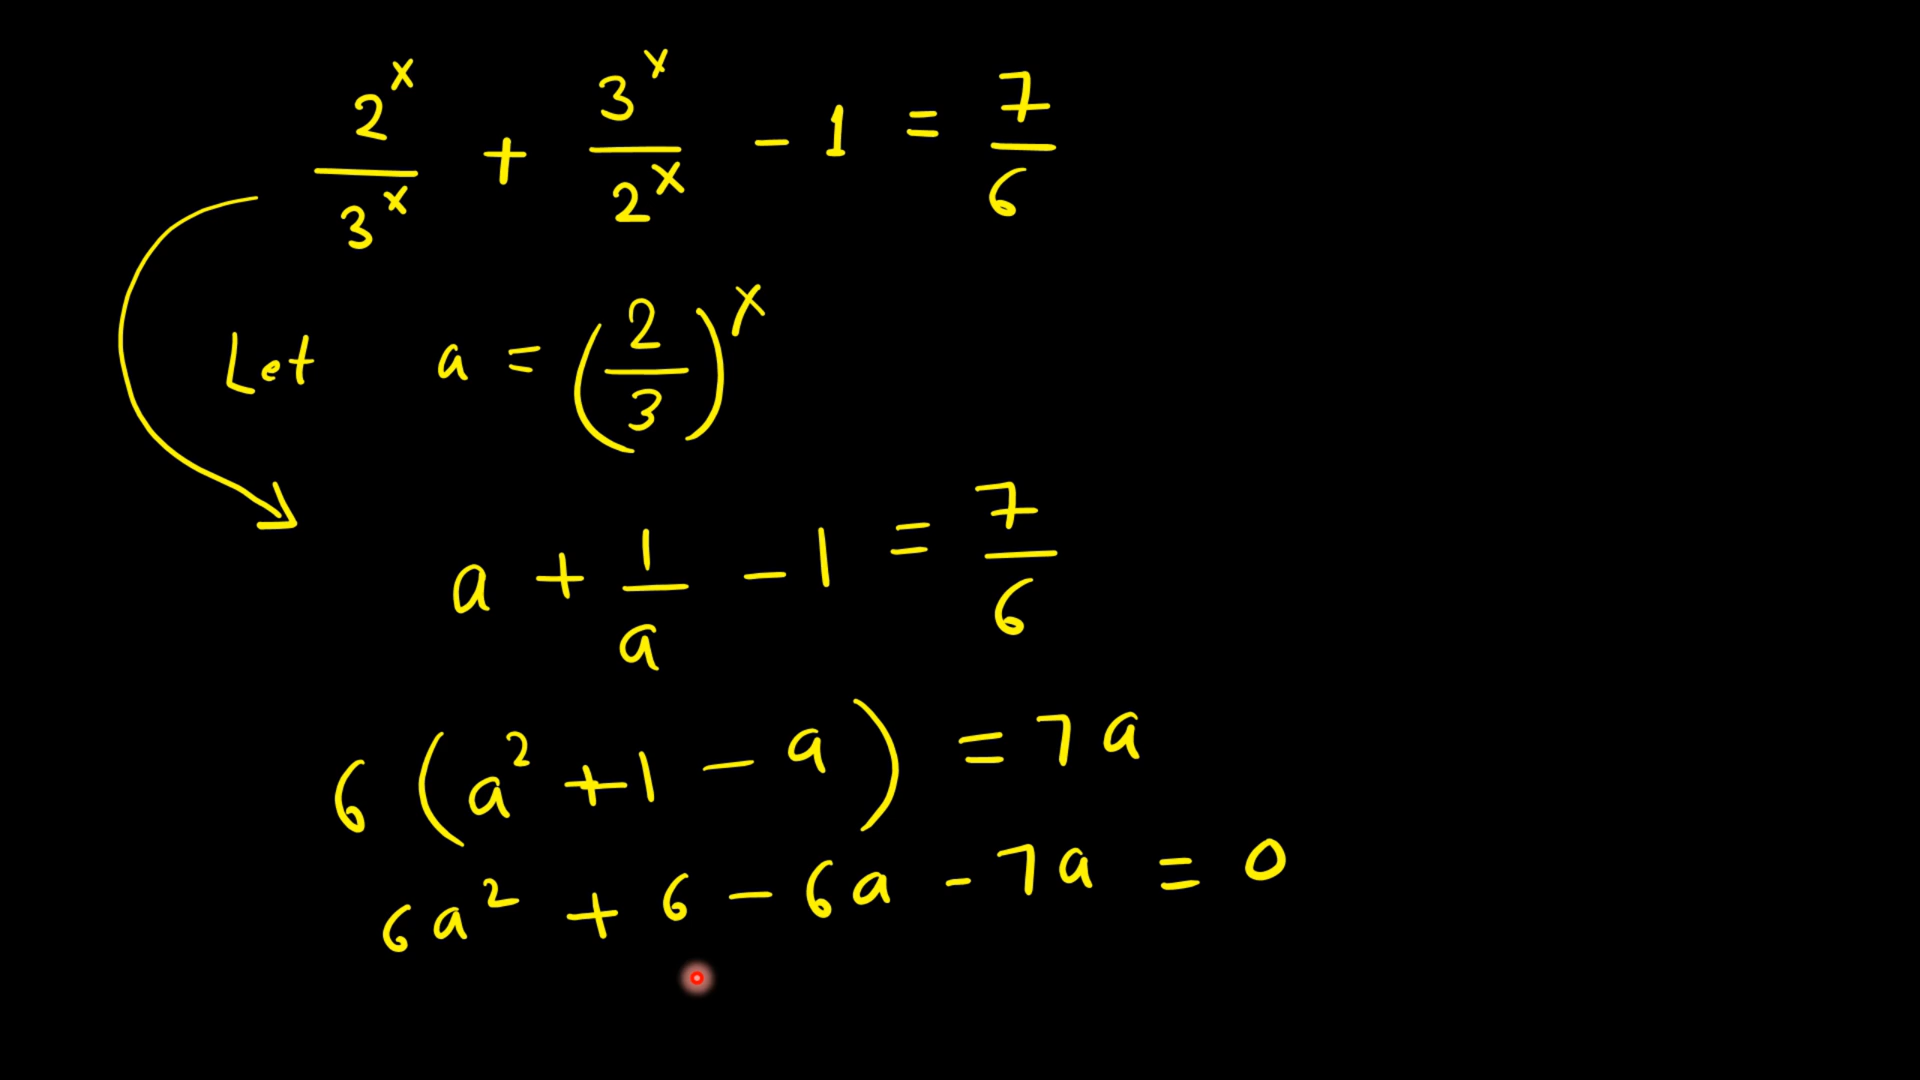 2^x/3^x + 3^x/2^x - 1 = 7/6
Let a = (2/3)^x
a + 1/a - 1 = 7/6
6(a² + 1 - a) = 7a
6a² + 6 - 6a - 7a = 0